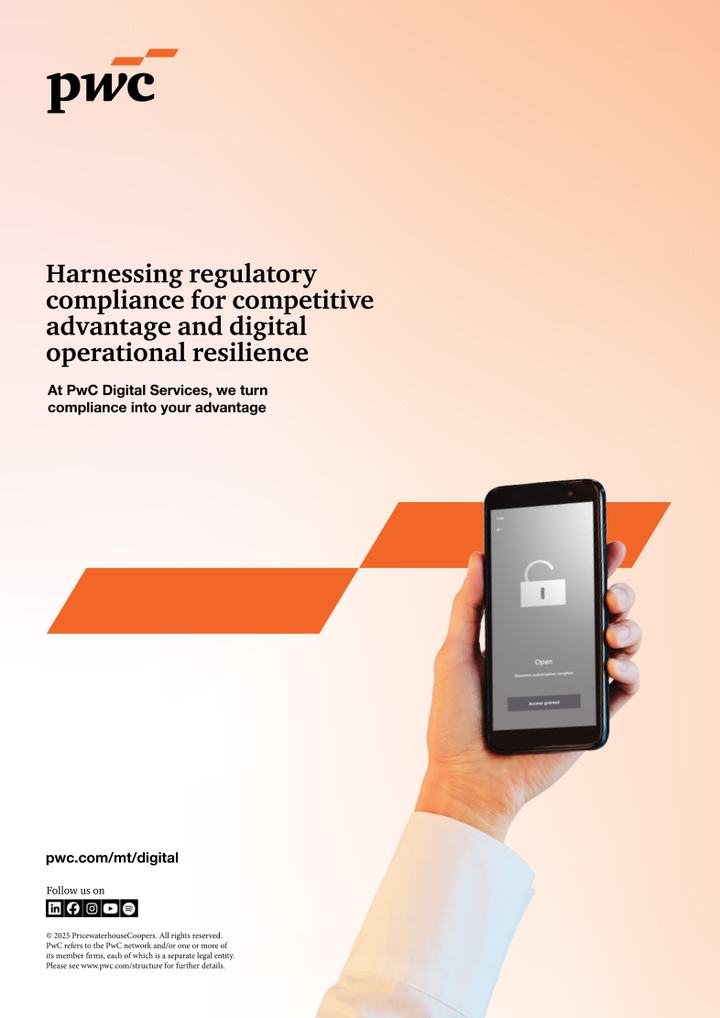 pwc
Harnessing regulatory
compliance for competitive
advantage and digital
operational resilience
At PwC Digital Services, we turn
compliance into your advantage
Open
Biometric authentication complete
Access granted
pwc.com/mt/digital
Follow us on
© 2025 PricewaterhouseCoopers. All rights reserved.
PwC refers to the PwC network and/or one or more of
its member firms, each of which is a separate legal entity.
Please see www.pwc.com/structure for further details.